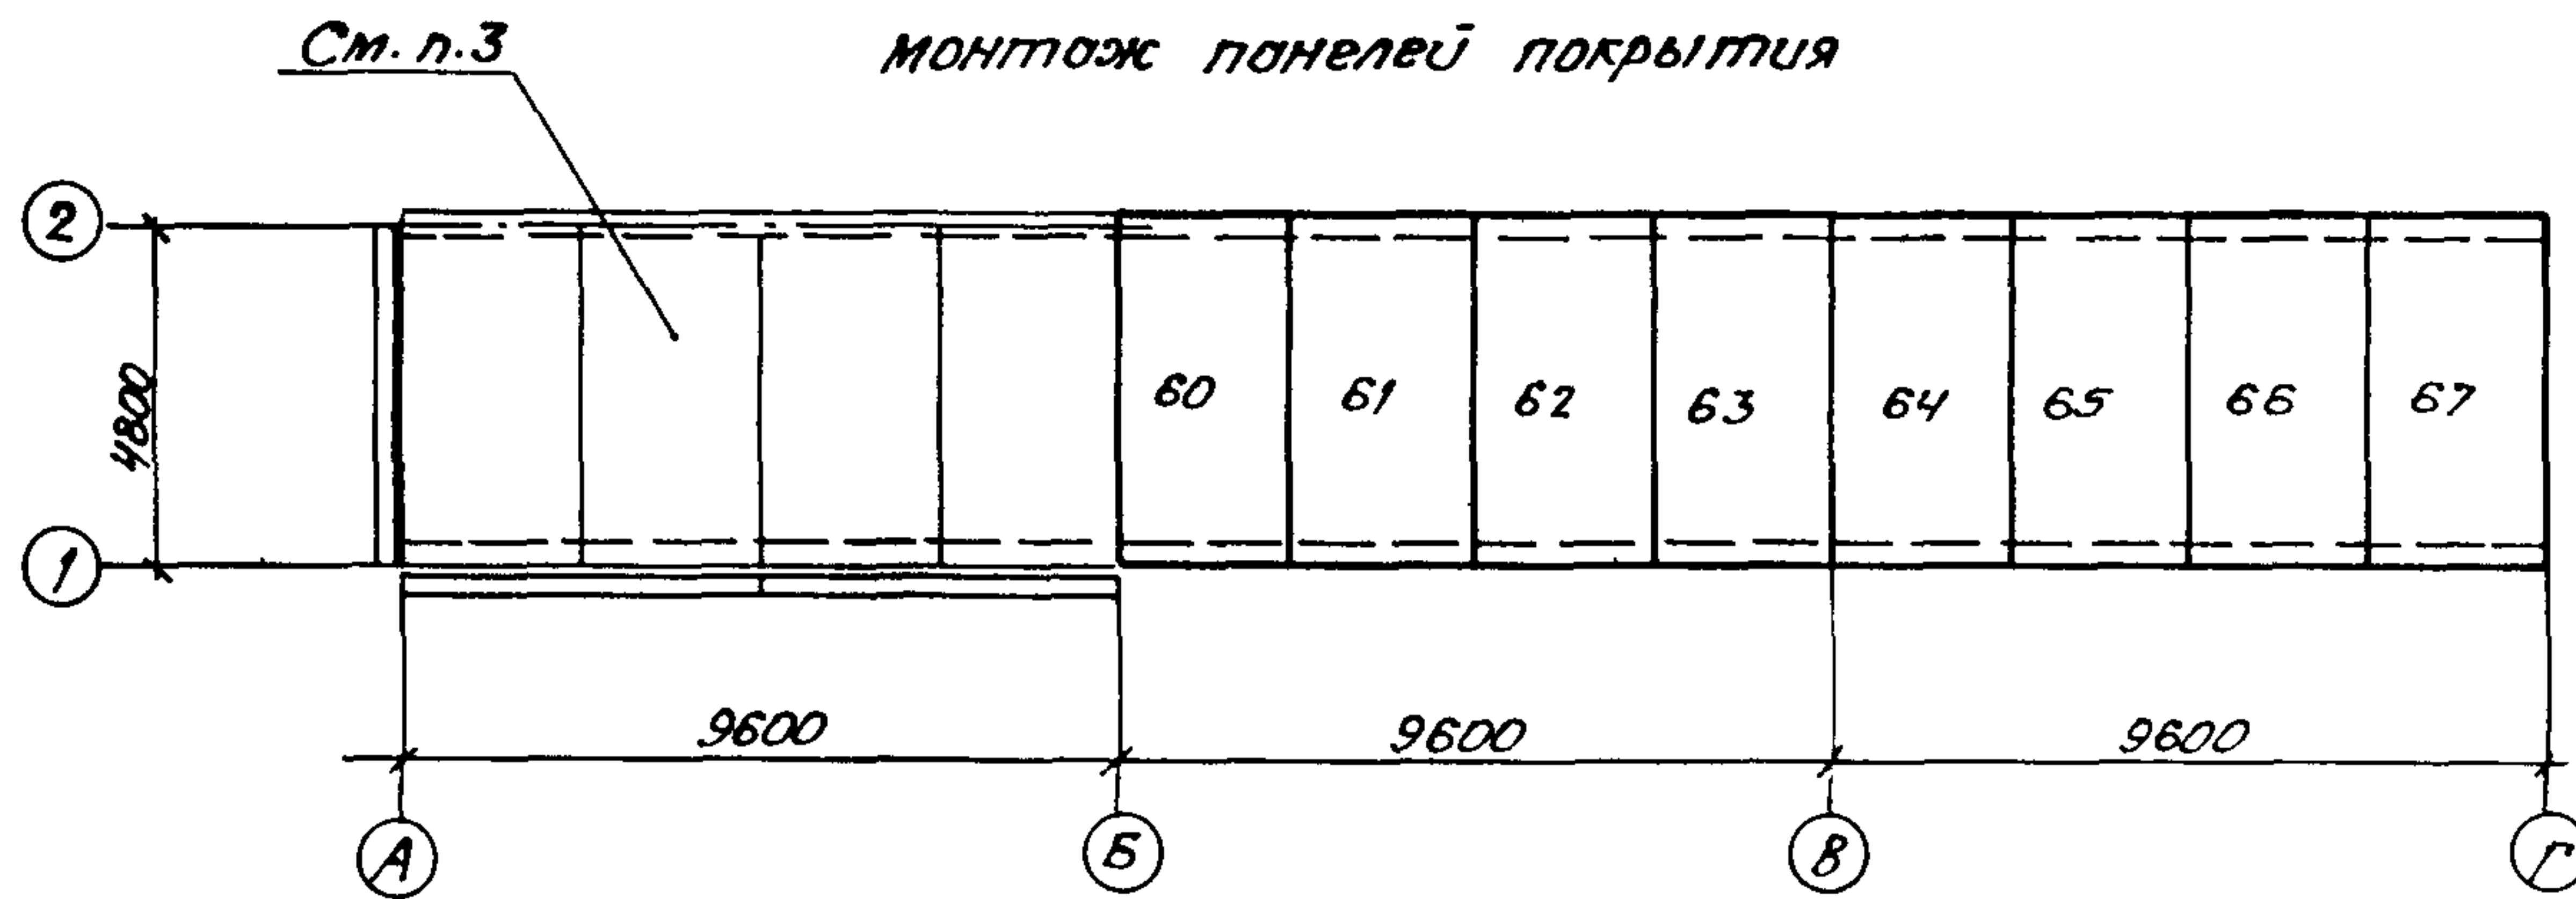 См. п.3
монтаж панелей покрытия
2
4800
1
60 61 62 63 64 65 66 67
9600 9600 9600
А Б В Г